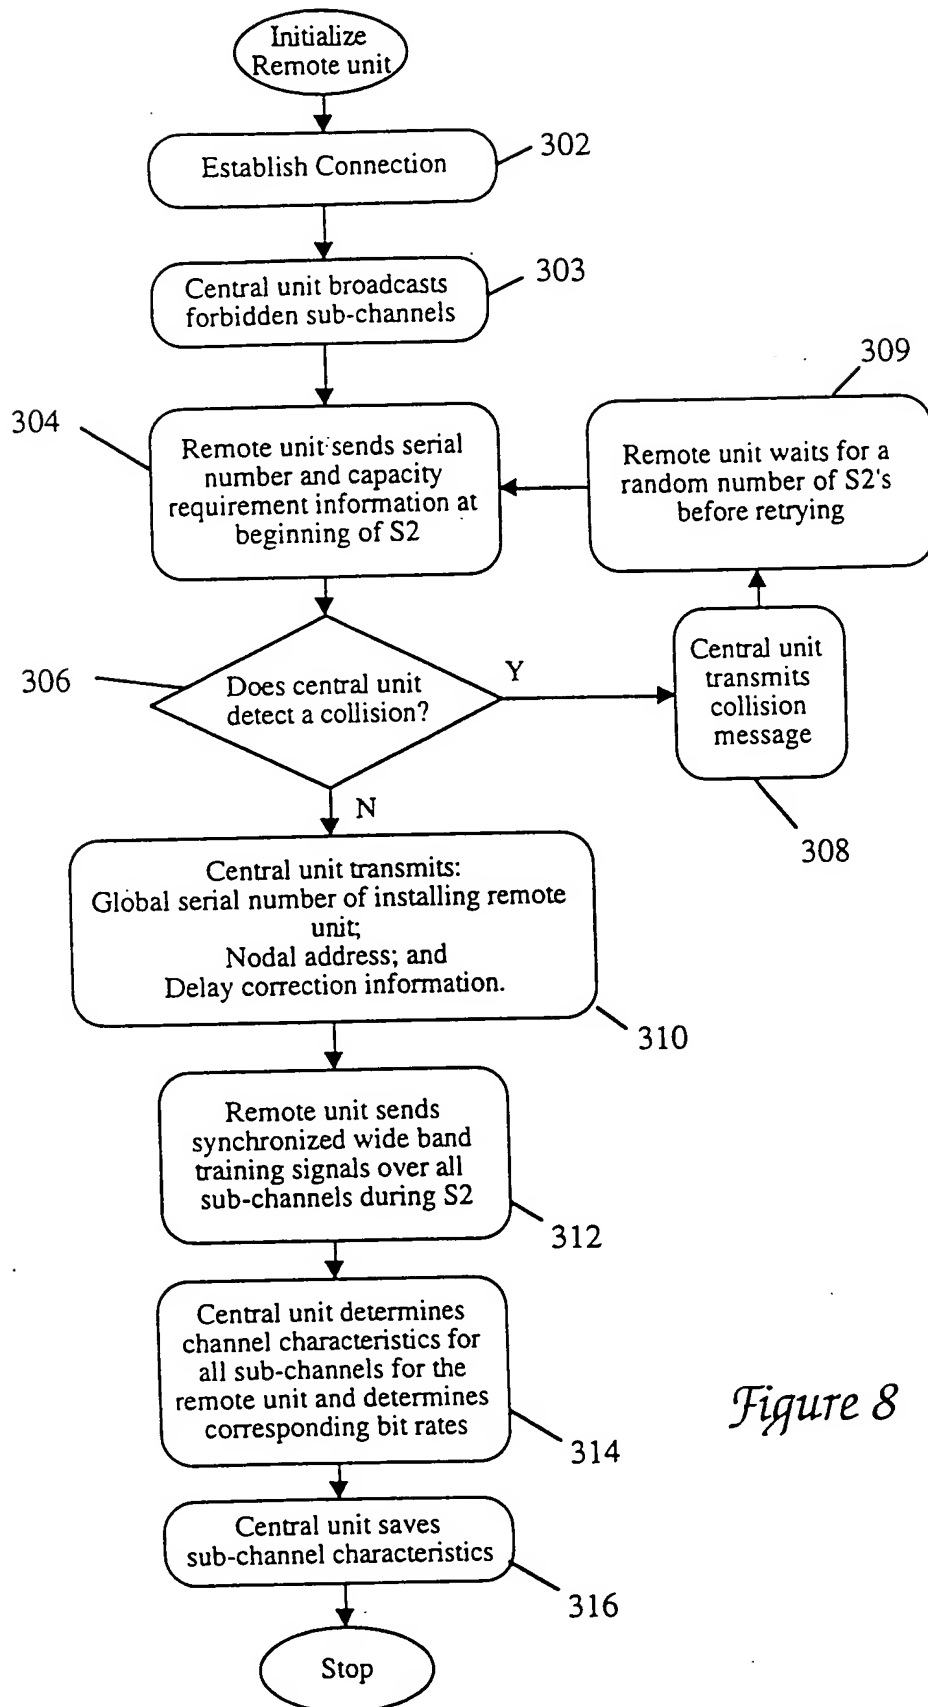 Initialize
Remote unit
Establish Connection
302
Central unit broadcasts
forbidden sub-channels
303
304
Remote unit sends serial
number and capacity
requirement information at
beginning of S2
309
Remote unit waits for a
random number of S2's
before retrying
306
Does central unit
detect a collision?
Y
Central unit
transmits
collision
message
308
N
Central unit transmits:
Global serial number of installing remote
unit;
Nodal address; and
Delay correction information.
310
Remote unit sends
synchronized wide band
training signals over all
sub-channels during S2
312
Central unit determines
channel characteristics for
all sub-channels for the
remote unit and determines
corresponding bit rates
314
Figure 8
Central unit saves
sub-channel characteristics
316
Stop